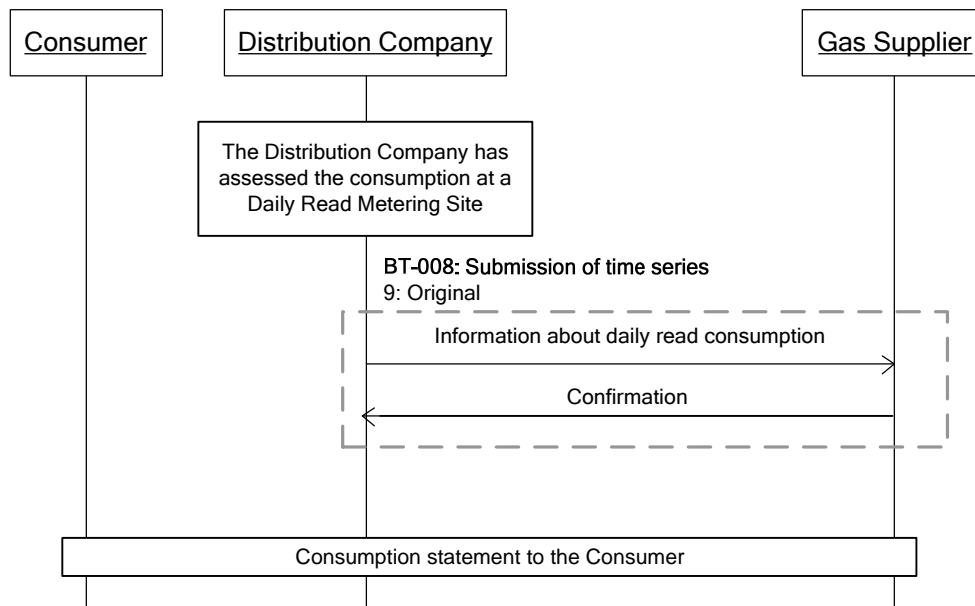 Consumer
Distribution Company
Gas Supplier
The Distribution Company has
assessed the consumption at a
Daily Read Metering Site
BT-008: Submission of time series
9: Original
Information about daily read consumption
Confirmation
Consumption statement to the Consumer